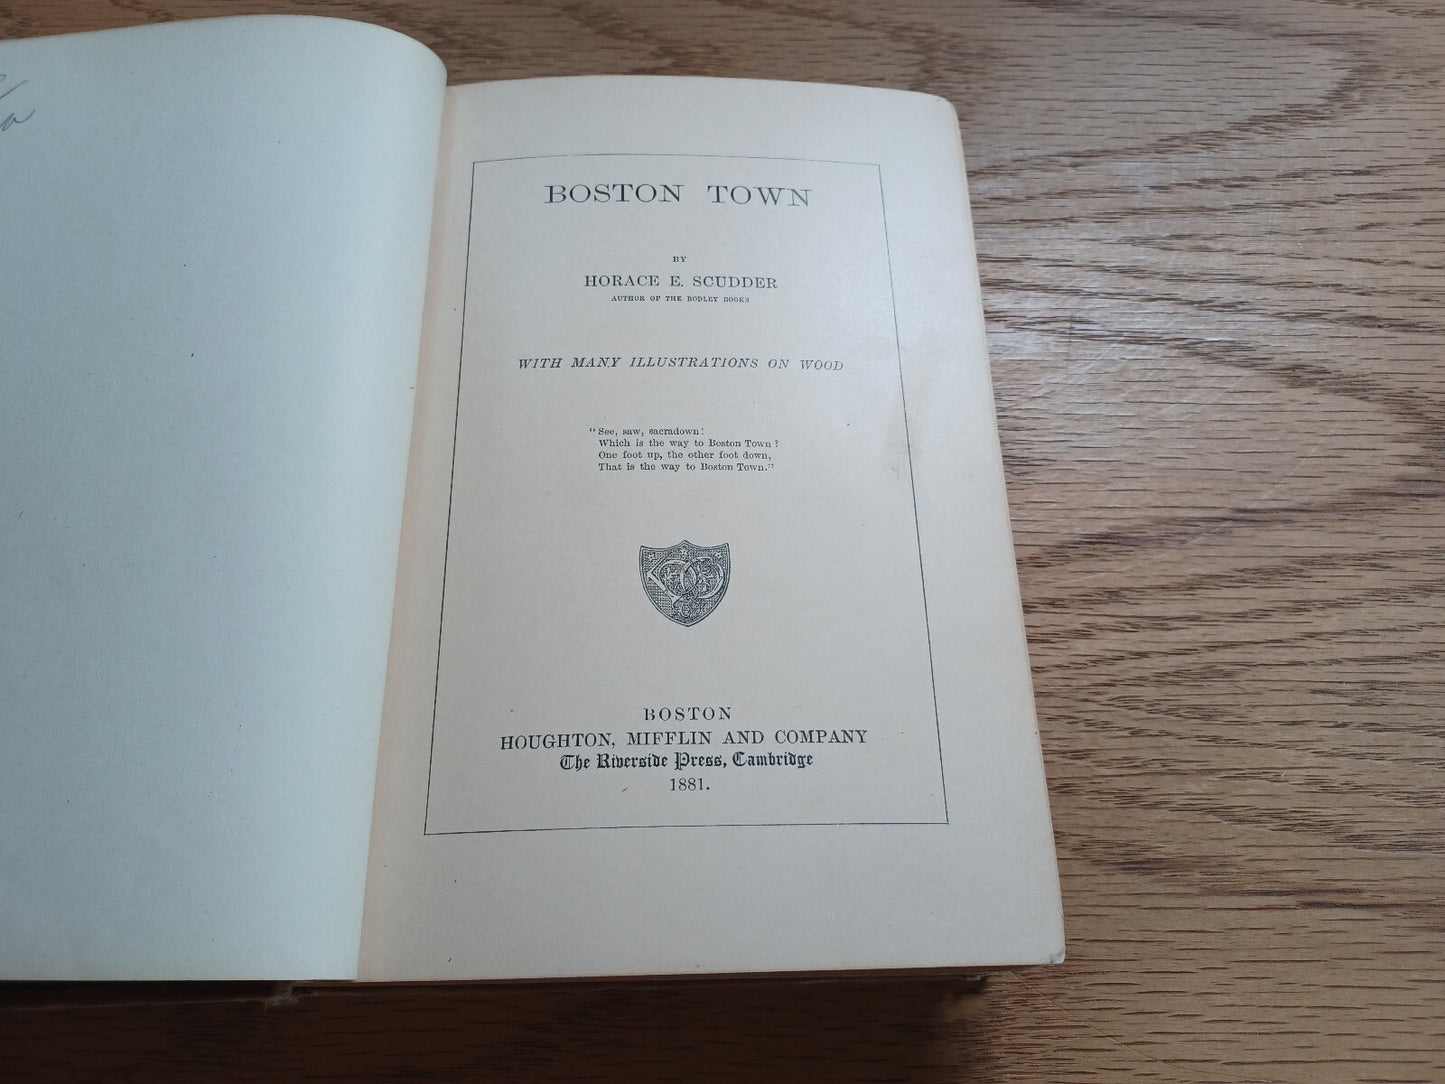 BOSTON TOWN
BY
HORACE E. SCUDDER
AUTHOR OF THE BODLEY BOOKS
WITH MANY ILLUSTRATIONS ON WOOD
"See, saw, sacradown!
Which is the way to Boston Town?
One foot up, the other foot down,
That is the way to Boston Town."
BOSTON
HOUGHTON, MIFFLIN AND COMPANY
The Riverside Press, Cambridge
1881.